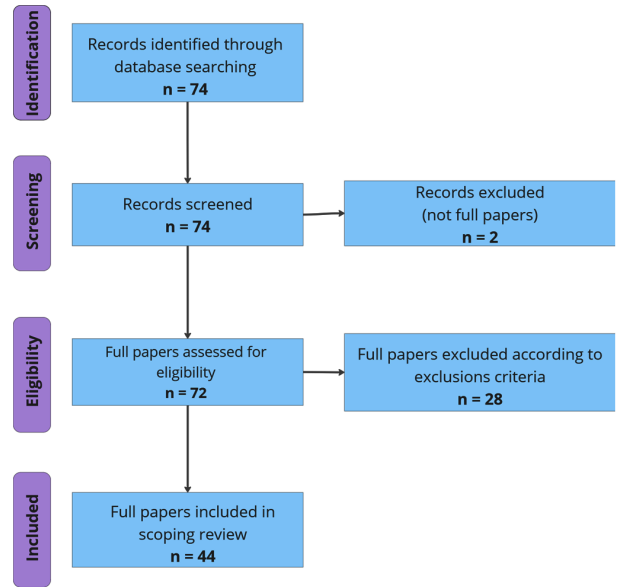 Identification
Records identified through
database searching
n = 74
Screening
Records screened
n = 74
Records excluded
(not full papers)
n = 2
Eligibility
Full papers assessed for
eligibility
n = 72
Full papers excluded according to
exclusions criteria
n = 28
Included
Full papers included in
scoping review
n = 44